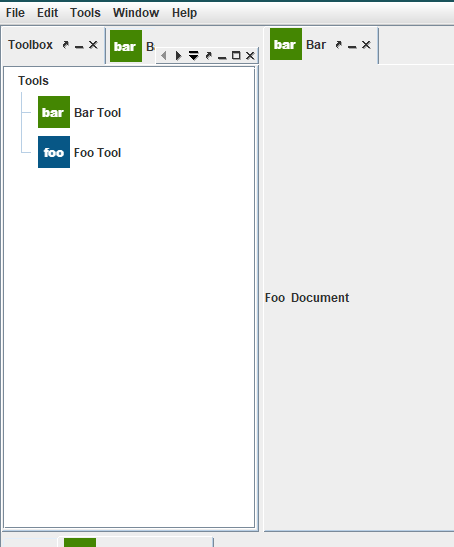 File Edit Tools Window Help
Toolbox bar bar Bar
Tools
bar Bar Tool
foo Foo Tool
Foo Document